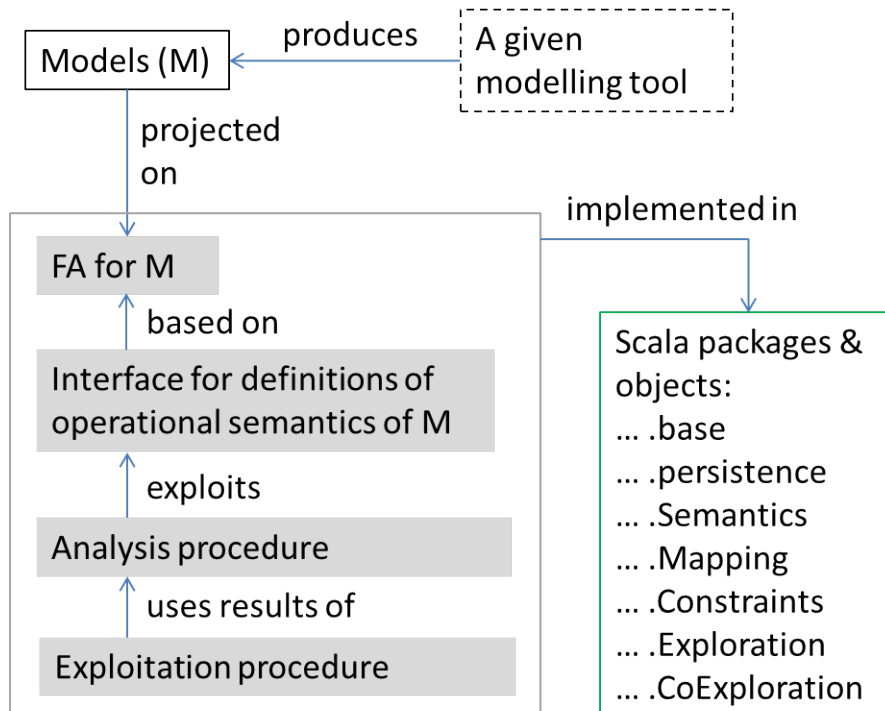 produces
A given
modelling tool
Models (M)
projected
on
implemented in
FA for M
based on
Interface for definitions of
operational semantics of M
exploits
Analysis procedure
uses results of
Exploitation procedure
Scala packages &
objects:
... .base
... .persistence
... .Semantics
... .Mapping
... .Constraints
... .Exploration
... .CoExploration